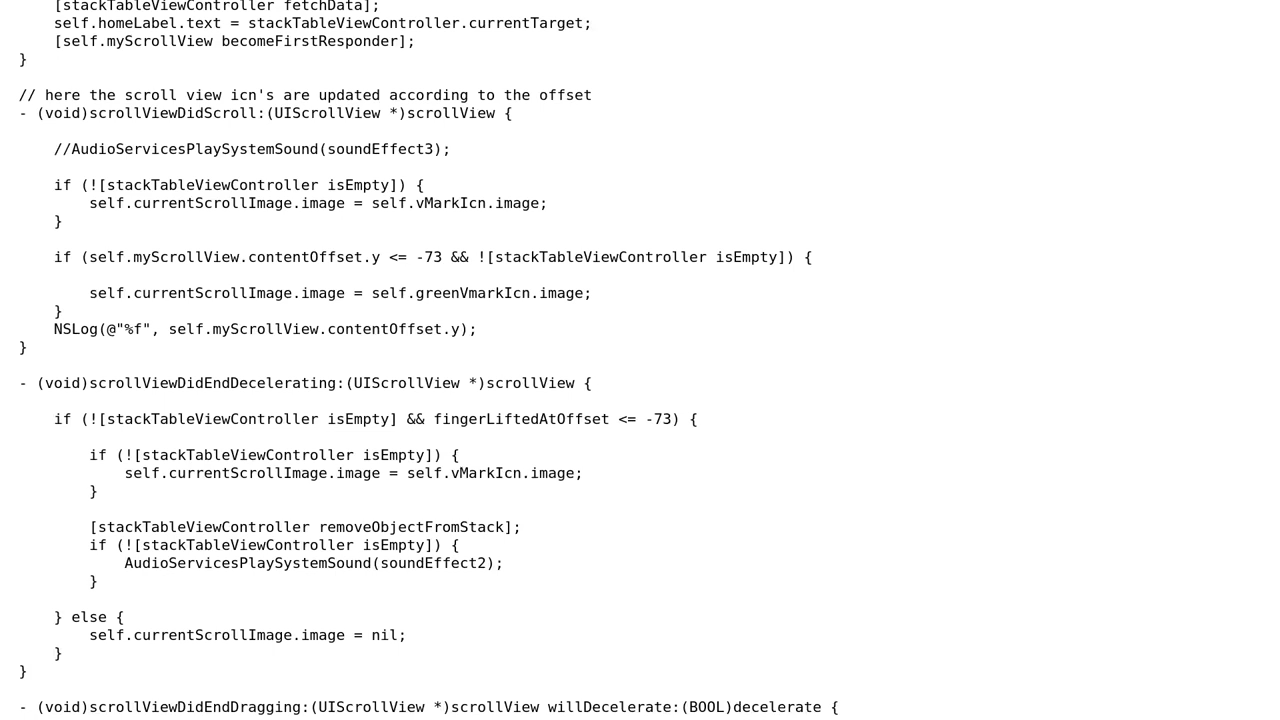 [stackTableViewController fetchData];
self.homeLabel.text = stackTableViewController.currentTarget;
[self.myScrollView becomeFirstResponder];
}
// here the scroll view icn's are updated according to the offset
- (void)scrollViewDidScroll:(UIScrollView *)scrollView {
//AudioServicesPlaySystemSound(soundEffect3);
if (![stackTableViewController isEmpty]) {
self.currentScrollImage.image = self.vMarkIcn.image;
}
if (self.myScrollView.contentOffset.y <= -73 && ![stackTableViewController isEmpty]) {
self.currentScrollImage.image = self.greenVmarkIcn.image;
}
NSLog(@"%f", self.myScrollView.contentOffset.y);
}
- (void)scrollViewDidEndDecelerating:(UIScrollView *)scrollView {
if (![stackTableViewController isEmpty] && fingerLiftedAtOffset <= -73) {
if (![stackTableViewController isEmpty]) {
self.currentScrollImage.image = self.vMarkIcn.image;
}
[stackTableViewController removeObjectFromStack];
if (![stackTableViewController isEmpty]) {
AudioServicesPlaySystemSound(soundEffect2);
}
} else {
self.currentScrollImage.image = nil;
}
}
- (void)scrollViewDidEndDragging:(UIScrollView *)scrollView willDecelerate:(BOOL)decelerate {